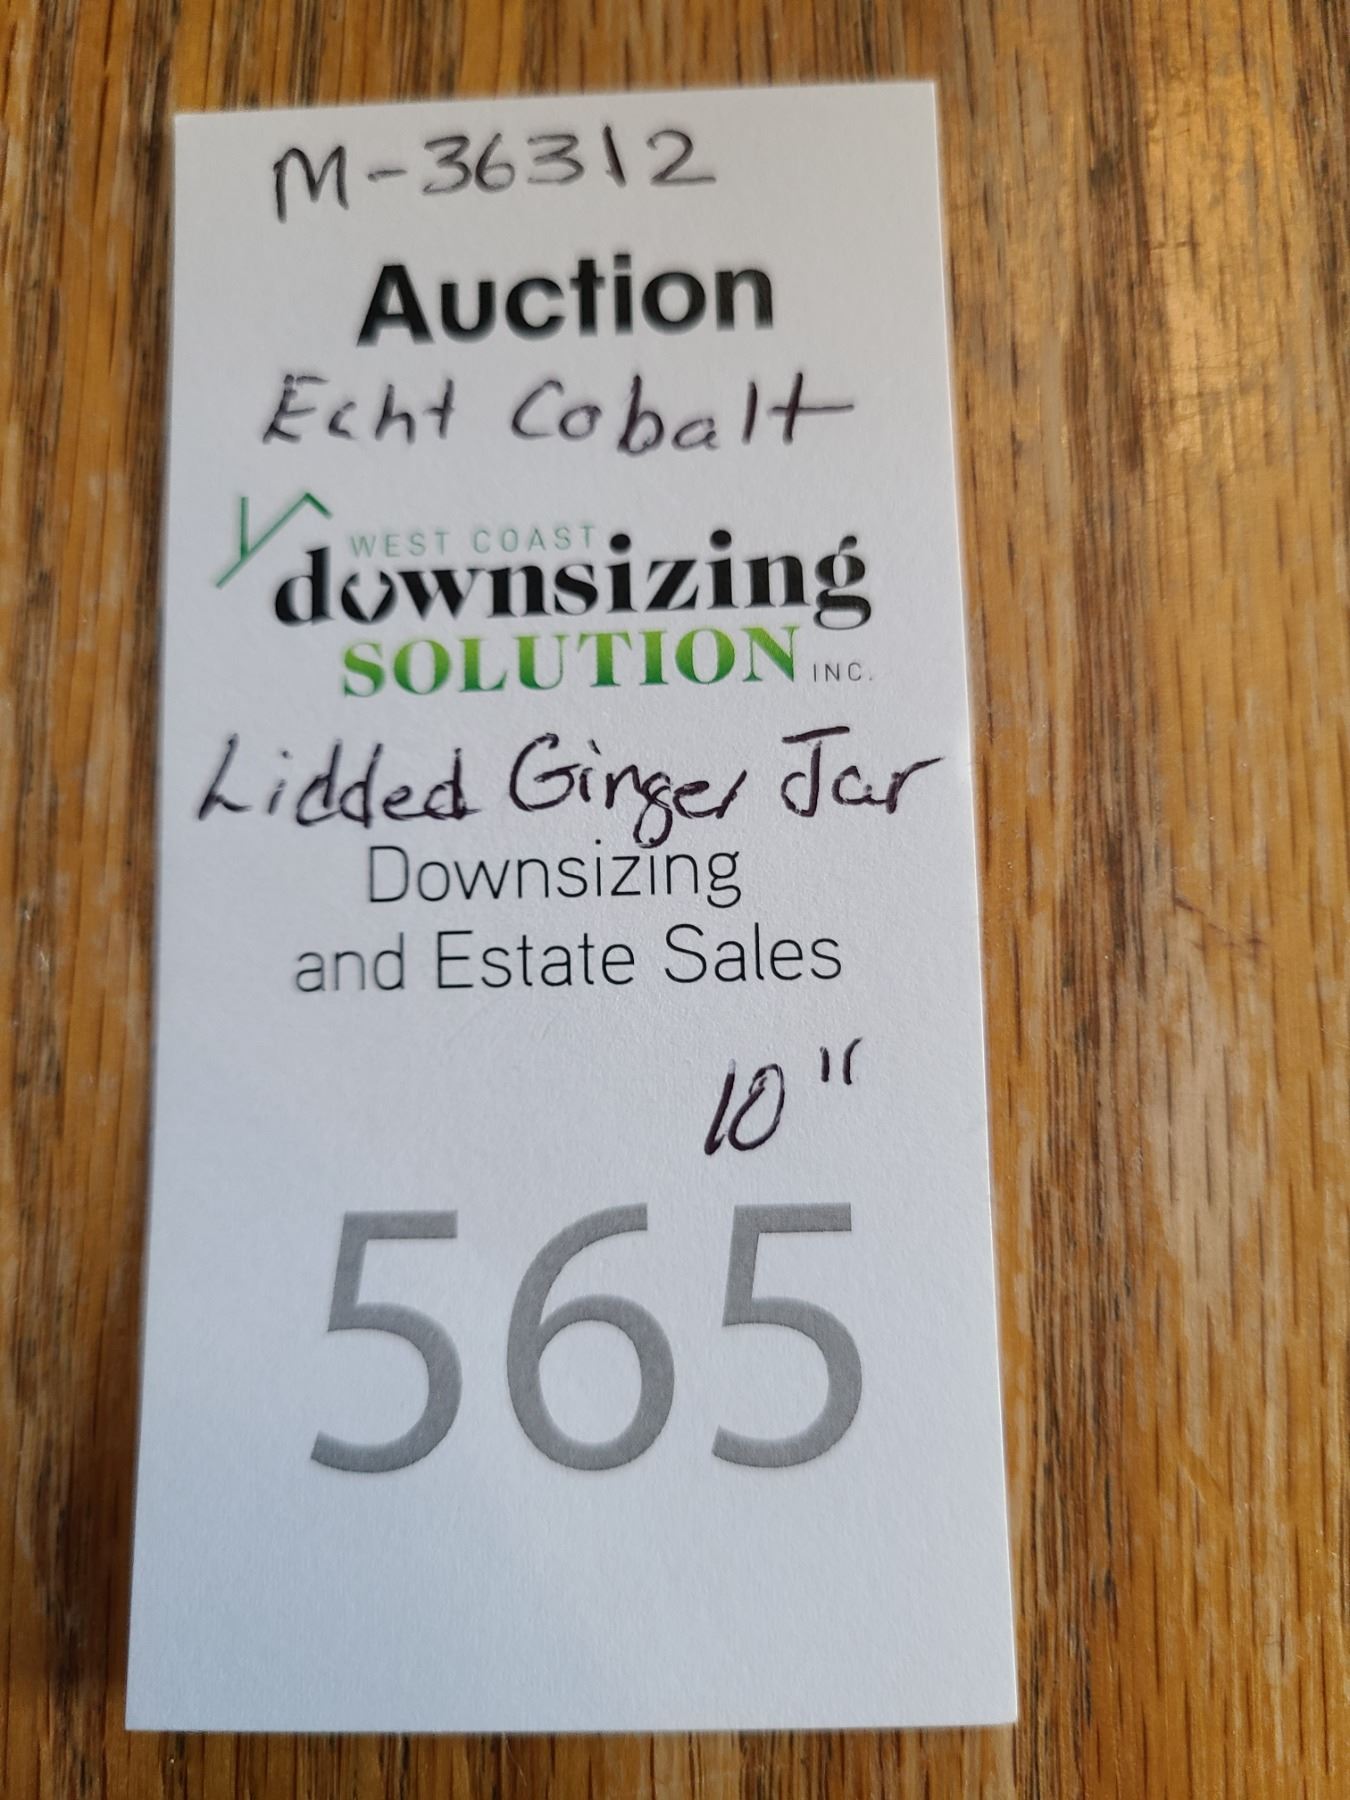 M-36312
Auction
Echt Cobalt
WEST COAST
downsizing
SOLUTION INC.
Lidded Ginger Jar
Downsizing
and Estate Sales
10"
565